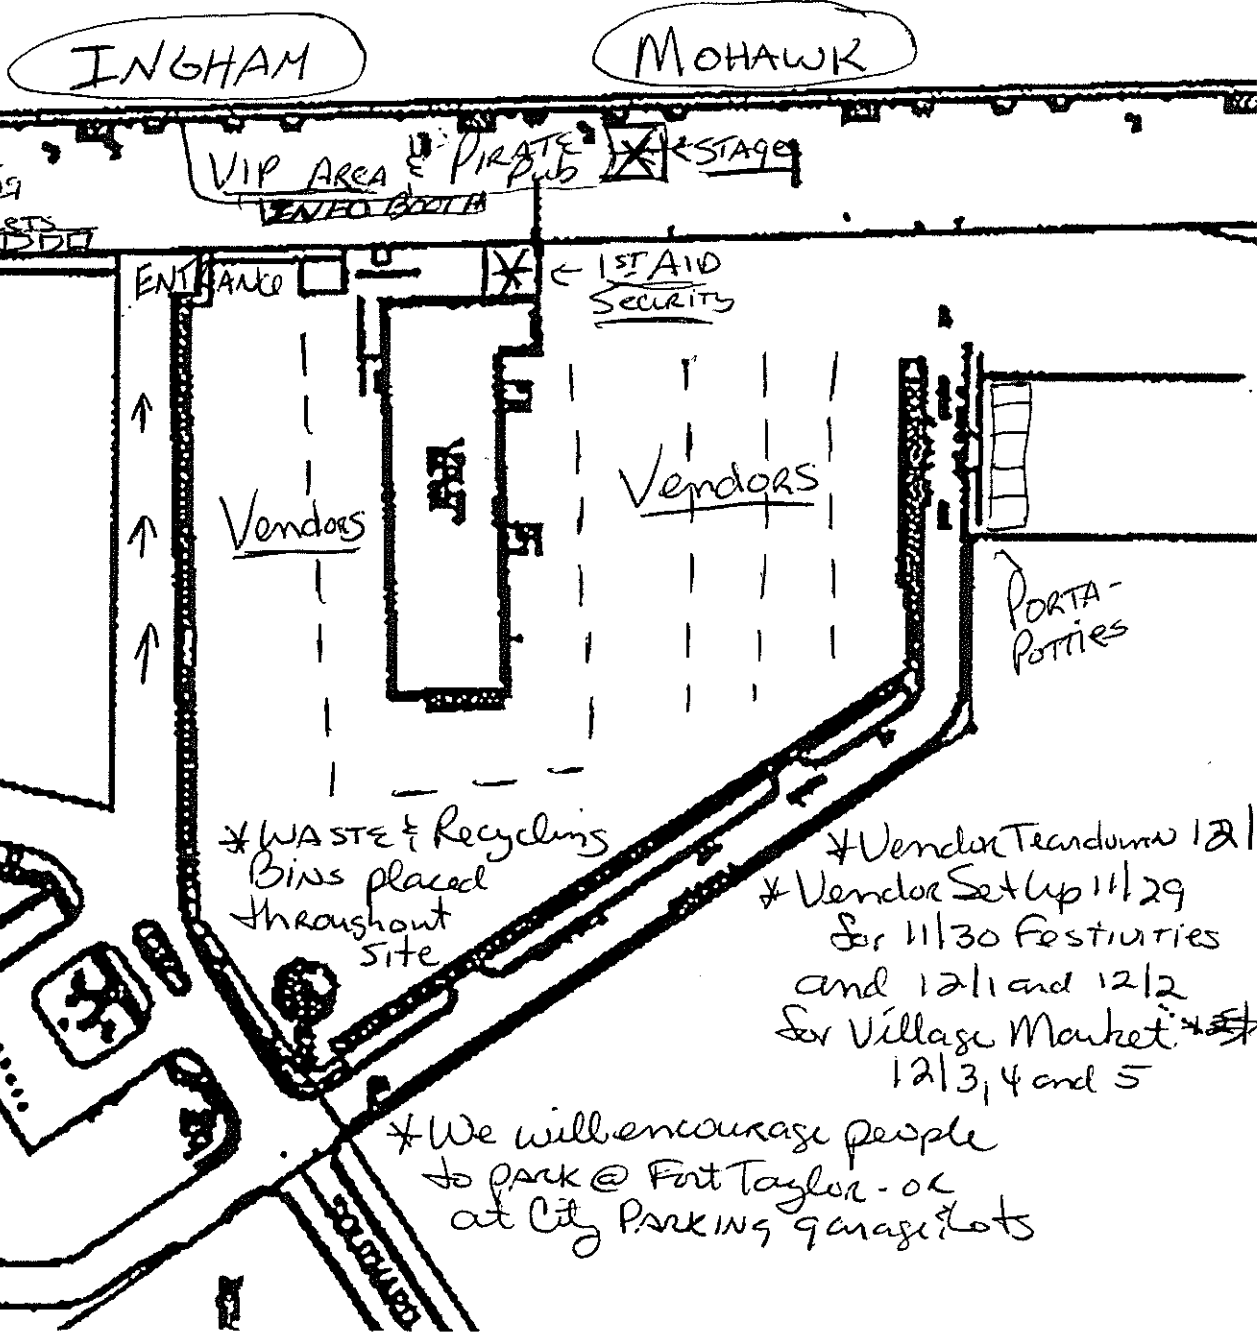 INGHAM
MOHAWK
VIP AREA & PIRATE PUB
STAGE
INFO BOOTH
ENTRANCE
1ST AID
SECURITY
Vendors
Vendors
PORTA-
POTTIES
* WASTE & Recycling
BiNs placed
throughout
site
* Vendor Teardown 12/
* Vendor Set Up 11/29
for 11/30 Festivities
and 12/1 and 12/2
for Village Market
12/3, 4 and 5
* We will encourage people
to PARK @ Fort Taylor - or
at City PARKING garage lots
SOUTHARD